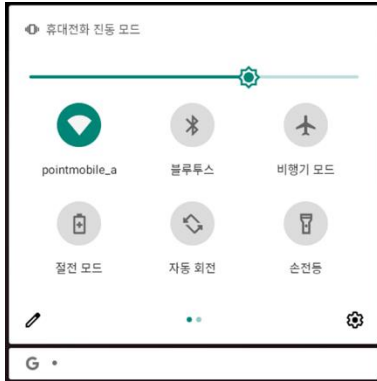 휴대전화 진동 모드
pointmobile_a 블루투스 비행기 모드
절전 모드 자동 회전 손전등
G